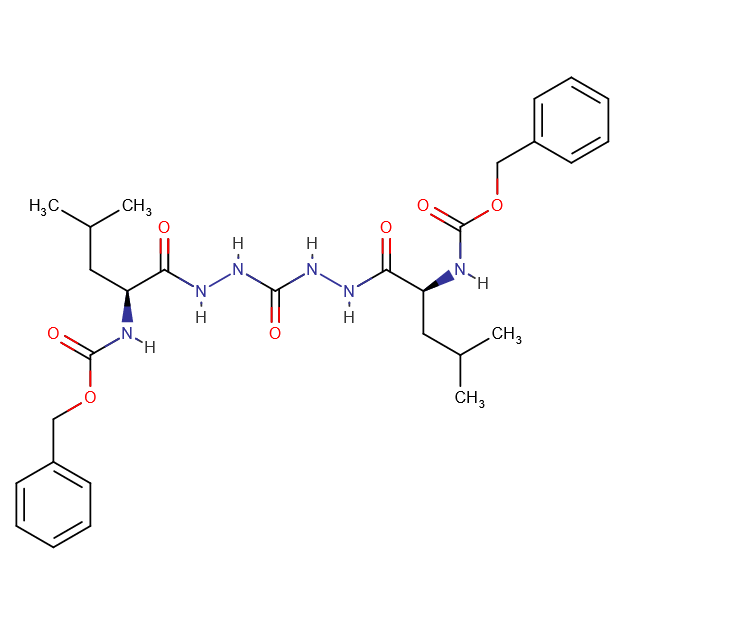 O
H₃C CH₃ O O O
H H
N N N H
N N
H H
O N H O CH₃
O CH₃